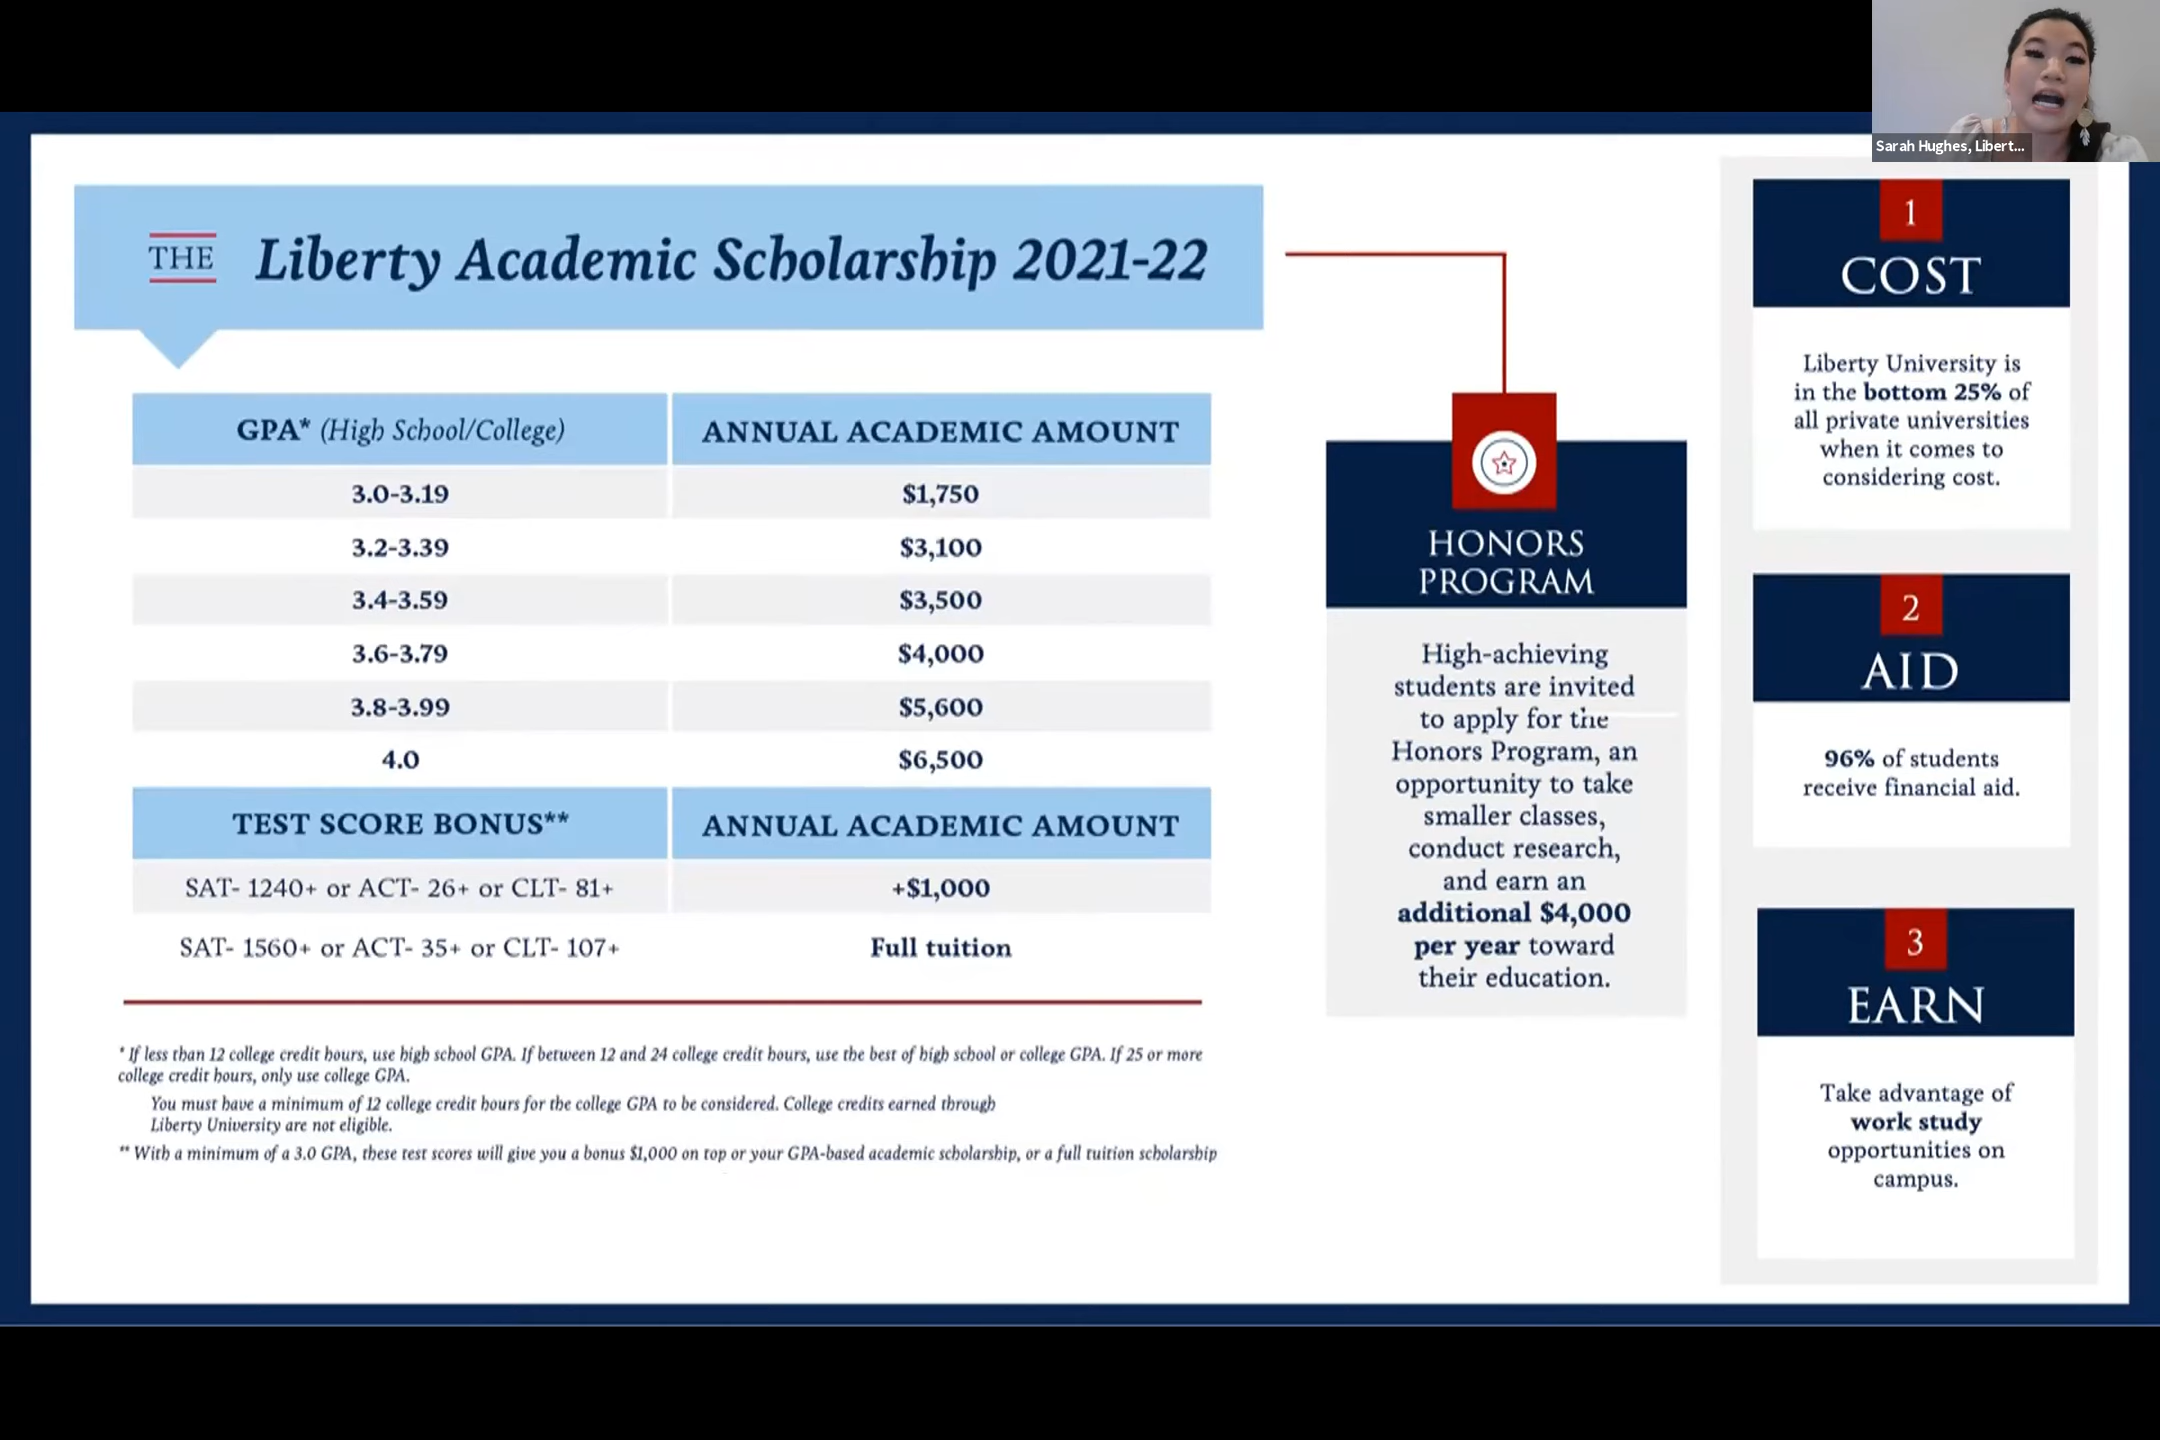 Sarah Hughes, Libert...
THE Liberty Academic Scholarship 2021-22
GPA* (High School/College) ANNUAL ACADEMIC AMOUNT
3.0-3.19 $1,750
3.2-3.39 $3,100
3.4-3.59 $3,500
3.6-3.79 $4,000
3.8-3.99 $5,600
4.0 $6,500
TEST SCORE BONUS** ANNUAL ACADEMIC AMOUNT
SAT- 1240+ or ACT- 26+ or CLT- 81+ +$1,000
SAT- 1560+ or ACT- 35+ or CLT- 107+ Full tuition
* If less than 12 college credit hours, use high school GPA. If between 12 and 24 college credit hours, use the best of high school or college GPA. If 25 or more
college credit hours, only use college GPA.
You must have a minimum of 12 college credit hours for the college GPA to be considered. College credits earned through
Liberty University are not eligible.
** With a minimum of a 3.0 GPA, these test scores will give you a bonus $1,000 on top or your GPA-based academic scholarship, or a full tuition scholarship
HONORS
PROGRAM
High-achieving
students are invited
to apply for the
Honors Program, an
opportunity to take
smaller classes,
conduct research,
and earn an
additional $4,000
per year toward
their education.
1
COST
Liberty University is
in the bottom 25% of
all private universities
when it comes to
considering cost.
2
AID
96% of students
receive financial aid.
3
EARN
Take advantage of
work study
opportunities on
campus.